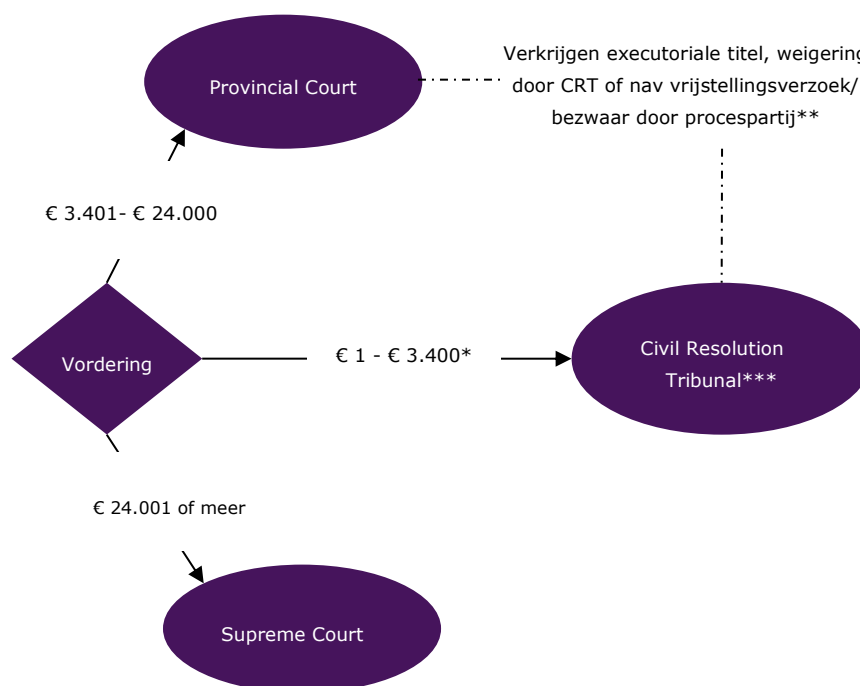 Verkrijgen executoriale titel, weigering
door CRT of nav vrijstellingsverzoek/
bezwaar door procespartij**
Provincial Court
€ 3.401- € 24.000
Vordering
€ 1 - € 3.400*
Civil Resolution
Tribunal***
€ 24.001 of meer
Supreme Court